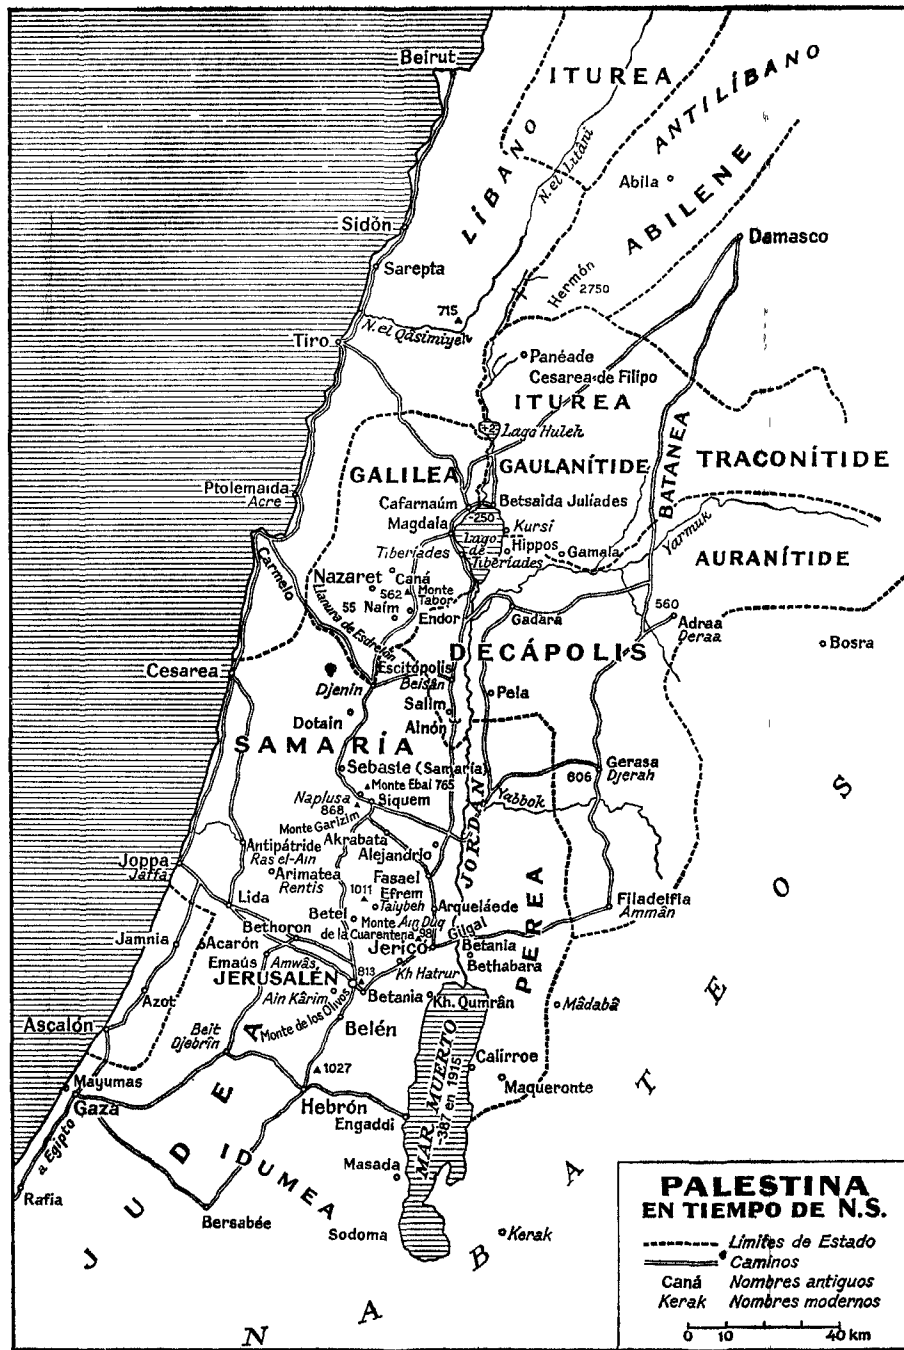 Beirut
ITUREA
ANTILÍBANO
LÍBANO
N. el Litâni
Abila
ABILENE
Sidón
Damasco
Sarepta
Hermón
2750
715
N. el Qâsimiyeh
Tiro
Panéade
Cesarea de Filipo
ITUREA
+2
Lago Huleh
BATANEA
GALILEA
GAULANÍTIDE
TRACONÍTIDE
Ptolemaida
Acre
Cafarnaúm
Betsaida Julíades
-250
Magdala
Kursi
Lago
de
Tiberíades
Hippos
Yarmuk
Tiberíades
Gamala
AURANÍTIDE
Carmelo
Nazaret
Caná
562
Monte
Tabor
Llanura de Esdrelón
55
Naím
Endor
Gadara
560
Adraa
Deraa
Bosra
DECÁPOLIS
Cesarea
Escitópolis
Beisân
Djenin
Pela
Salim
Dotain
Ainón
SAMARÍA
Sebaste (Samaria)
Gerasa
Djerah
606
Monte Ebal 765
Naplusa
868
Siquem
Yabbok
Monte Garizim
JORDÁN
Akrabata
Antipátride
Ras el-Ain
Alejandrio
Joppa
Jaffa
Arimatea
Rentis
Fasael
1011
Efrem
Taiybeh
PEREA
Filadelfia
Ammân
Lida
Arqueláede
Betel
Monte
de la Cuarentena
98
Ain Duq
Gilgal
Bethoron
Jamnia
Acarón
Jericó
Betania
Bethabara
Emaús
Amwâs
Kh Hatrur
JERUSALÉN
813
Ain Kârim
Betania
Kh. Qumrân
Azot
Mâdabâ
Monte de los Olivos
Ascalón
Belén
Beit
Djebrîn
Calirroe
1027
Maqueronte
Mayumas
Gaza
Hebrón
Engaddi
MAR MUERTO
-387 en 1915
a Egipto
JUDEA
IDUMEA
Masada
Rafia
Bersabée
Sodoma
Kerak
NABATEOS
PALESTINA
EN TIEMPO DE N.S.
Límites de Estado
Caminos
Caná Nombres antiguos
Kerak Nombres modernos
0 10 40 km